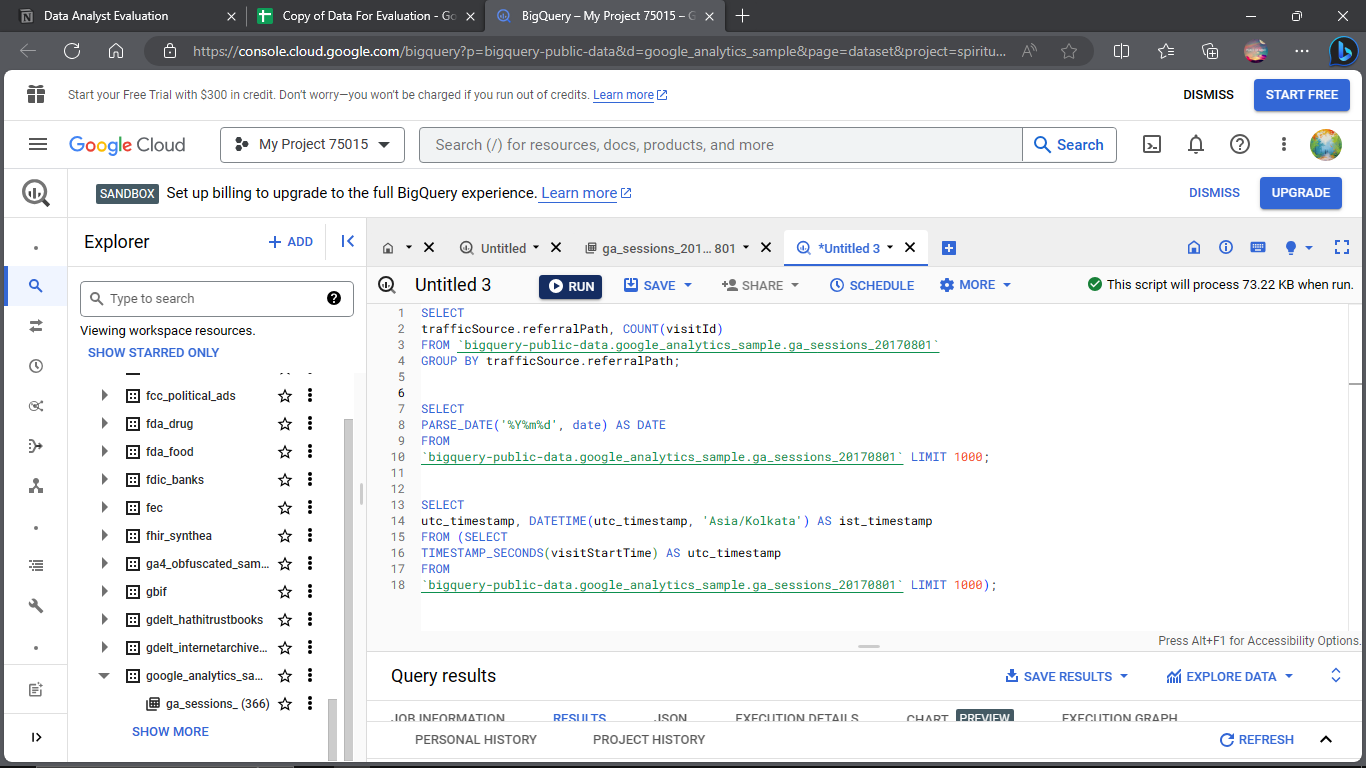 Data Analyst Evaluation
Copy of Data For Evaluation - Go
BigQuery – My Project 75015 – G
https://console.cloud.google.com/bigquery?p=bigquery-public-data&d=google_analytics_sample&page=dataset&project=spiritu...
Start your Free Trial with $300 in credit. Don't worry—you won't be charged if you run out of credits. Learn more
DISMISS
START FREE
Google Cloud
My Project 75015
Search (/) for resources, docs, products, and more
Search
SANDBOX Set up billing to upgrade to the full BigQuery experience. Learn more
DISMISS
UPGRADE
Explorer
+ ADD
Type to search
Viewing workspace resources.
SHOW STARRED ONLY
fcc_political_ads
fda_drug
fda_food
fdic_banks
fec
fhir_synthea
ga4_obfuscated_sam...
gbif
gdelt_hathitrustbooks
gdelt_internetarchive...
google_analytics_sa...
ga_sessions_ (366)
SHOW MORE
Untitled
ga_sessions_201... 801
*Untitled 3
Untitled 3
RUN
SAVE
SHARE
SCHEDULE
MORE
This script will process 73.22 KB when run.
1 SELECT
2 trafficSource.referralPath, COUNT(visitId)
3 FROM `bigquery-public-data.google_analytics_sample.ga_sessions_20170801`
4 GROUP BY trafficSource.referralPath;
5
6
7 SELECT
8 PARSE_DATE('%Y%m%d', date) AS DATE
9 FROM
10 `bigquery-public-data.google_analytics_sample.ga_sessions_20170801` LIMIT 1000;
11
12
13 SELECT
14 utc_timestamp, DATETIME(utc_timestamp, 'Asia/Kolkata') AS ist_timestamp
15 FROM (SELECT
16 TIMESTAMP_SECONDS(visitStartTime) AS utc_timestamp
17 FROM
18 `bigquery-public-data.google_analytics_sample.ga_sessions_20170801` LIMIT 1000);
Press Alt+F1 for Accessibility Options.
Query results
SAVE RESULTS
EXPLORE DATA
JOB INFORMATION
RESULTS
JSON
EXECUTION DETAILS
CHART PREVIEW
EXECUTION GRAPH
PERSONAL HISTORY
PROJECT HISTORY
REFRESH